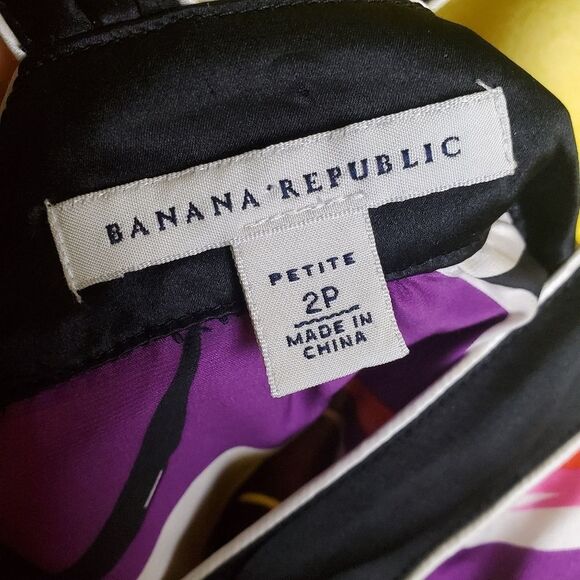 BANANA·REPUBLIC
PETITE
2P
MADE IN
CHINA